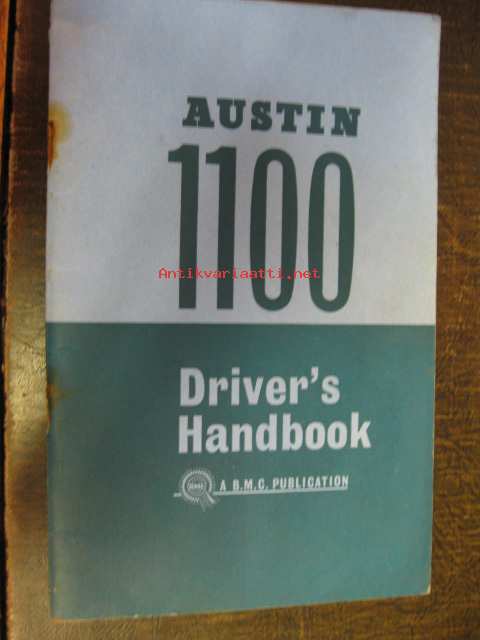 AUSTIN
1100
Antikvariaatti.net
Driver's
Handbook
A B.M.C. PUBLICATION